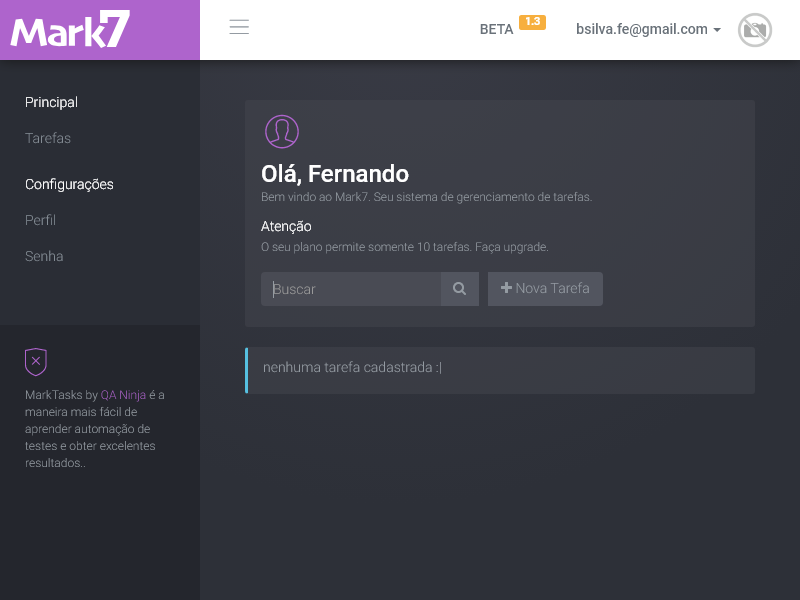 Mark7
BETA 1.3
bsilva.fe@gmail.com
Principal
Tarefas
Configurações
Perfil
Senha
MarkTasks by QA Ninja é a
maneira mais fácil de
aprender automação de
testes e obter excelentes
resultados..
Olá, Fernando
Bem vindo ao Mark7. Seu sistema de gerenciamento de tarefas.
Atenção
O seu plano permite somente 10 tarefas. Faça upgrade.
Buscar
Nova Tarefa
nenhuma tarefa cadastrada :|